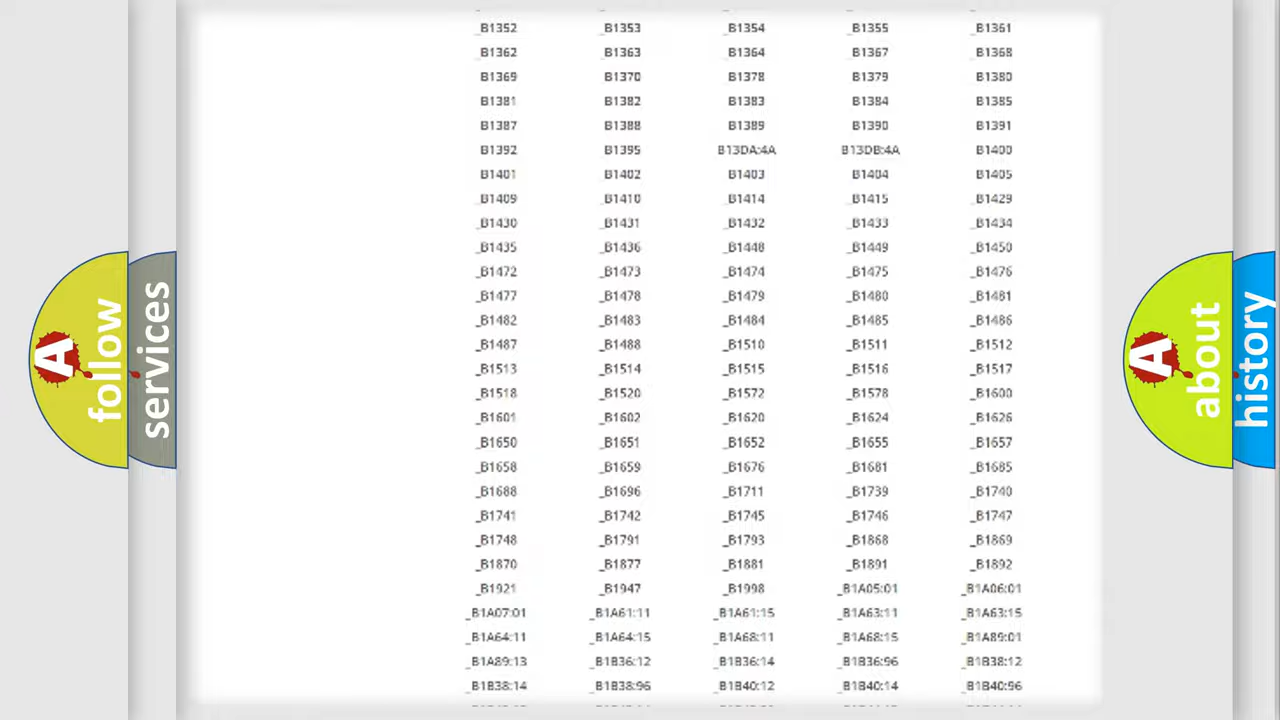 _B1352 _B1353 _B1354 _B1355 _B1361
_B1362 _B1363 _B1364 _B1367 _B1368
_B1369 _B1370 _B1378 _B1379 _B1380
_B1381 _B1382 _B1383 _B1384 _B1385
_B1387 _B1388 _B1389 _B1390 _B1391
_B1392 _B1395 _B13DA:4A _B13DB:4A _B1400
_B1401 _B1402 _B1403 _B1404 _B1405
_B1409 _B1410 _B1414 _B1415 _B1429
_B1430 _B1431 _B1432 _B1433 _B1434
_B1435 _B1436 _B1448 _B1449 _B1450
_B1472 _B1473 _B1474 _B1475 _B1476
_B1477 _B1478 _B1479 _B1480 _B1481
_B1482 _B1483 _B1484 _B1485 _B1486
_B1487 _B1488 _B1510 _B1511 _B1512
_B1513 _B1514 _B1515 _B1516 _B1517
_B1518 _B1520 _B1572 _B1578 _B1600
_B1601 _B1602 _B1620 _B1624 _B1626
_B1650 _B1651 _B1652 _B1655 _B1657
_B1658 _B1659 _B1676 _B1681 _B1685
_B1688 _B1696 _B1711 _B1739 _B1740
_B1741 _B1742 _B1745 _B1746 _B1747
_B1748 _B1791 _B1793 _B1868 _B1869
_B1870 _B1877 _B1881 _B1891 _B1892
_B1921 _B1947 _B1998 _B1A05:01 _B1A06:01
_B1A07:01 _B1A61:11 _B1A61:15 _B1A63:11 _B1A63:15
_B1A64:11 _B1A64:15 _B1A68:11 _B1A68:15 _B1A89:01
_B1A89:13 _B1B36:12 _B1B36:14 _B1B36:96 _B1B38:12
_B1B38:14 _B1B38:96 _B1B40:12 _B1B40:14 _B1B40:96
A follow
services
A about
history